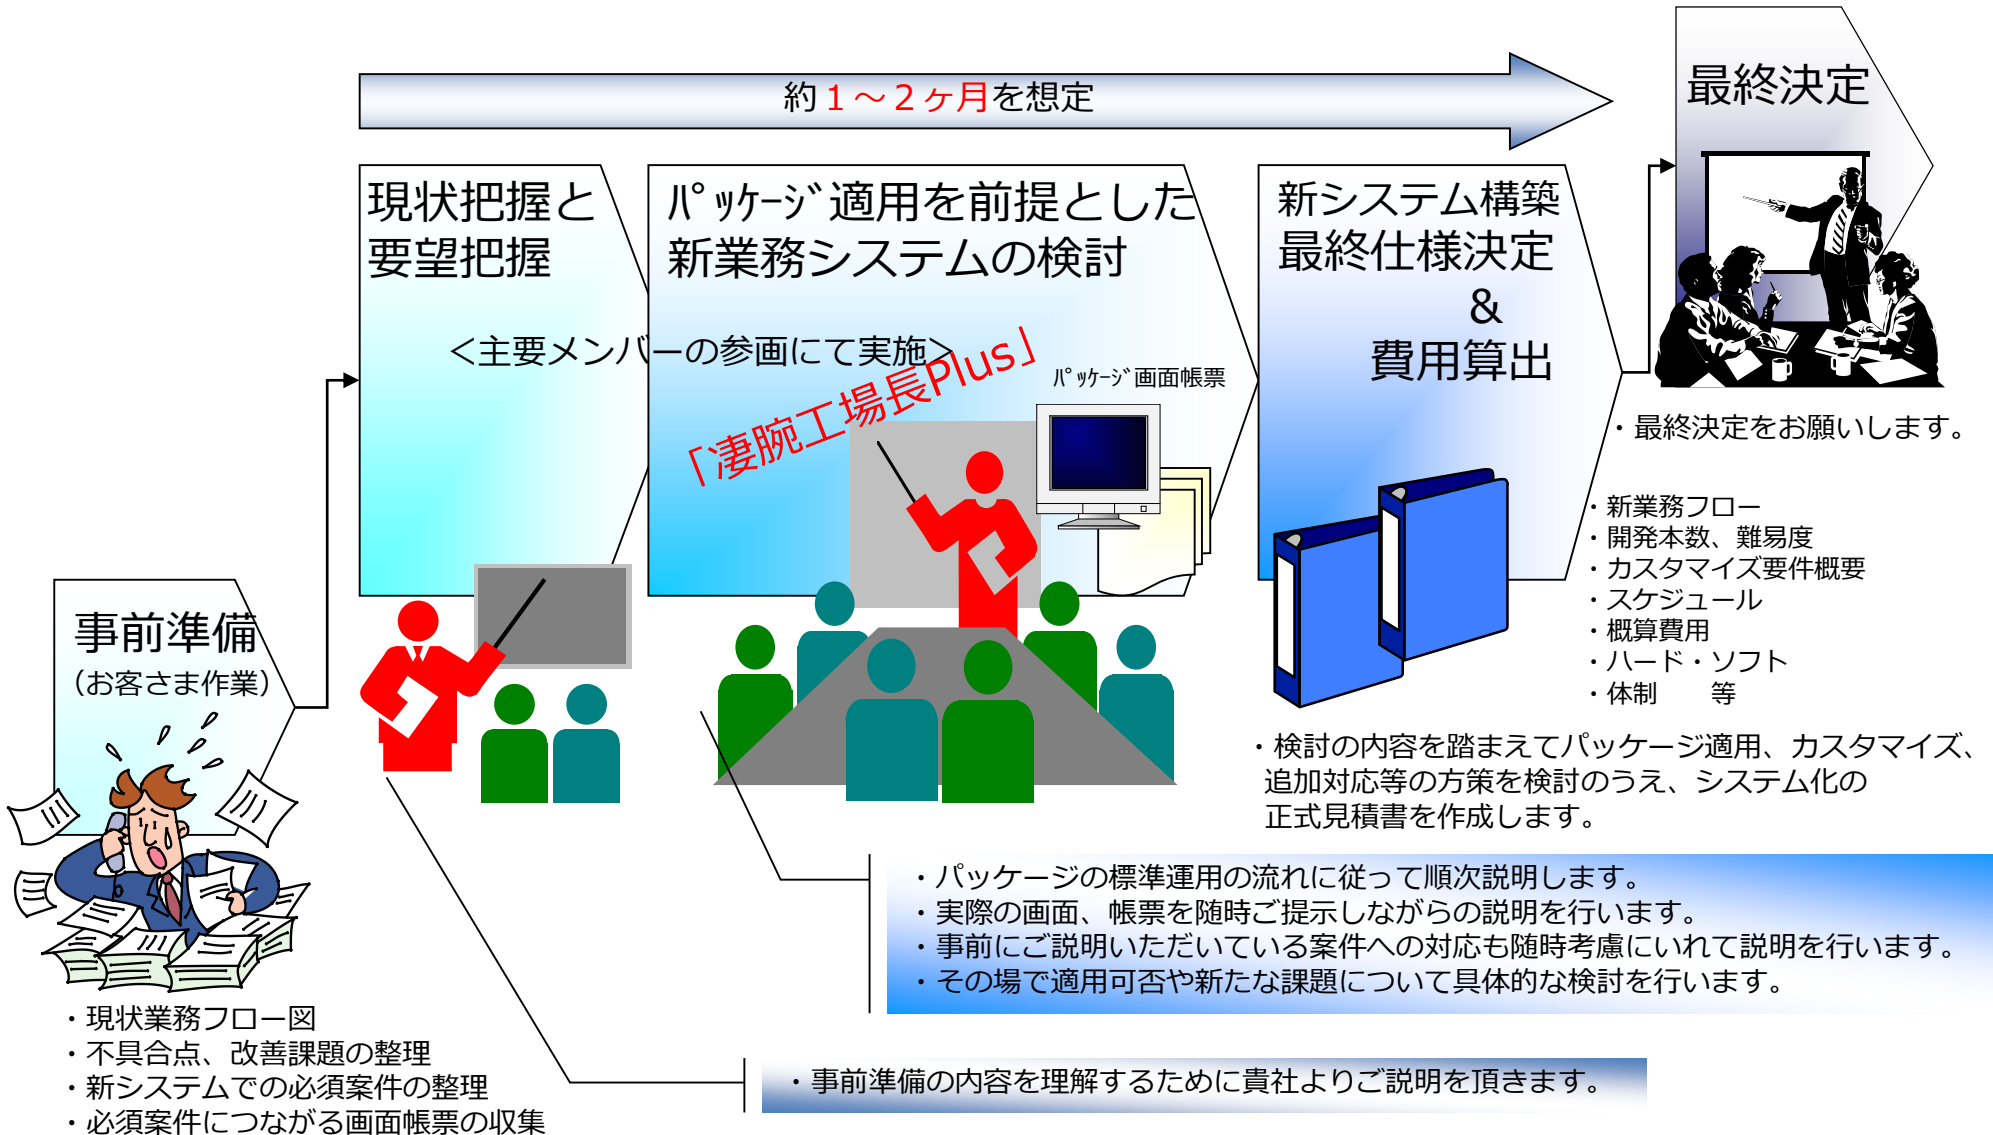 約１～２ヶ月を想定
最終決定
現状把握と
要望把握
ﾊﾟｯｹｰｼﾞ適用を前提とした
新業務システムの検討
新システム構築
最終仕様決定
&
費用算出
＜主要メンバーの参画にて実施＞
「凄腕工場長Plus」
ﾊﾟｯｹｰｼﾞ画面帳票
・最終決定をお願いします。
・新業務フロー
・開発本数、難易度
・カスタマイズ要件概要
・スケジュール
・概算費用
・ハード・ソフト
・体制　　等
事前準備
（お客さま作業）
・検討の内容を踏まえてパッケージ適用、カスタマイズ、
追加対応等の方策を検討のうえ、システム化の
正式見積書を作成します。
・パッケージの標準運用の流れに従って順次説明します。
・実際の画面、帳票を随時ご提示しながらの説明を行います。
・事前にご説明いただいている案件への対応も随時考慮にいれて説明を行います。
・その場で適用可否や新たな課題について具体的な検討を行います。
・現状業務フロー図
・不具合点、改善課題の整理
・新システムでの必須案件の整理
・必須案件につながる画面帳票の収集
・事前準備の内容を理解するために貴社よりご説明を頂きます。